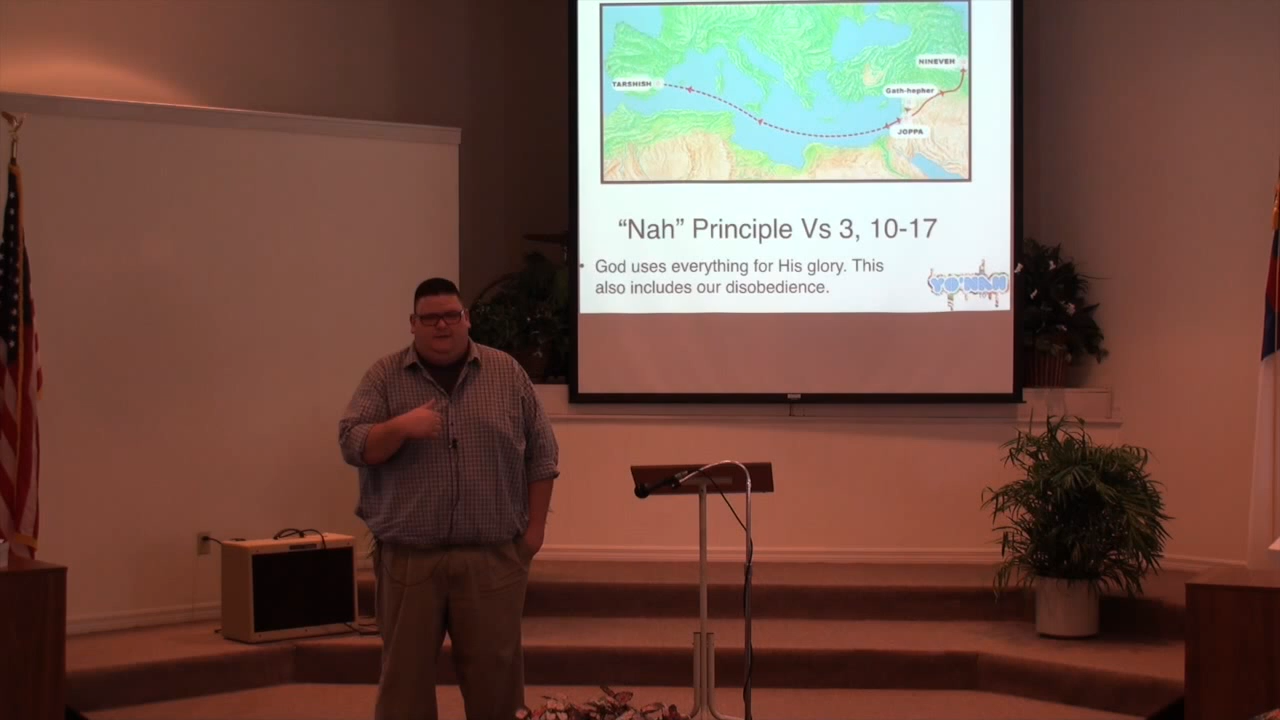 NINEVEH
TARSHISH
Gath-hepher
JOPPA
“Nah” Principle Vs 3, 10-17
• God uses everything for His glory. This
also includes our disobedience.
YO'NAH